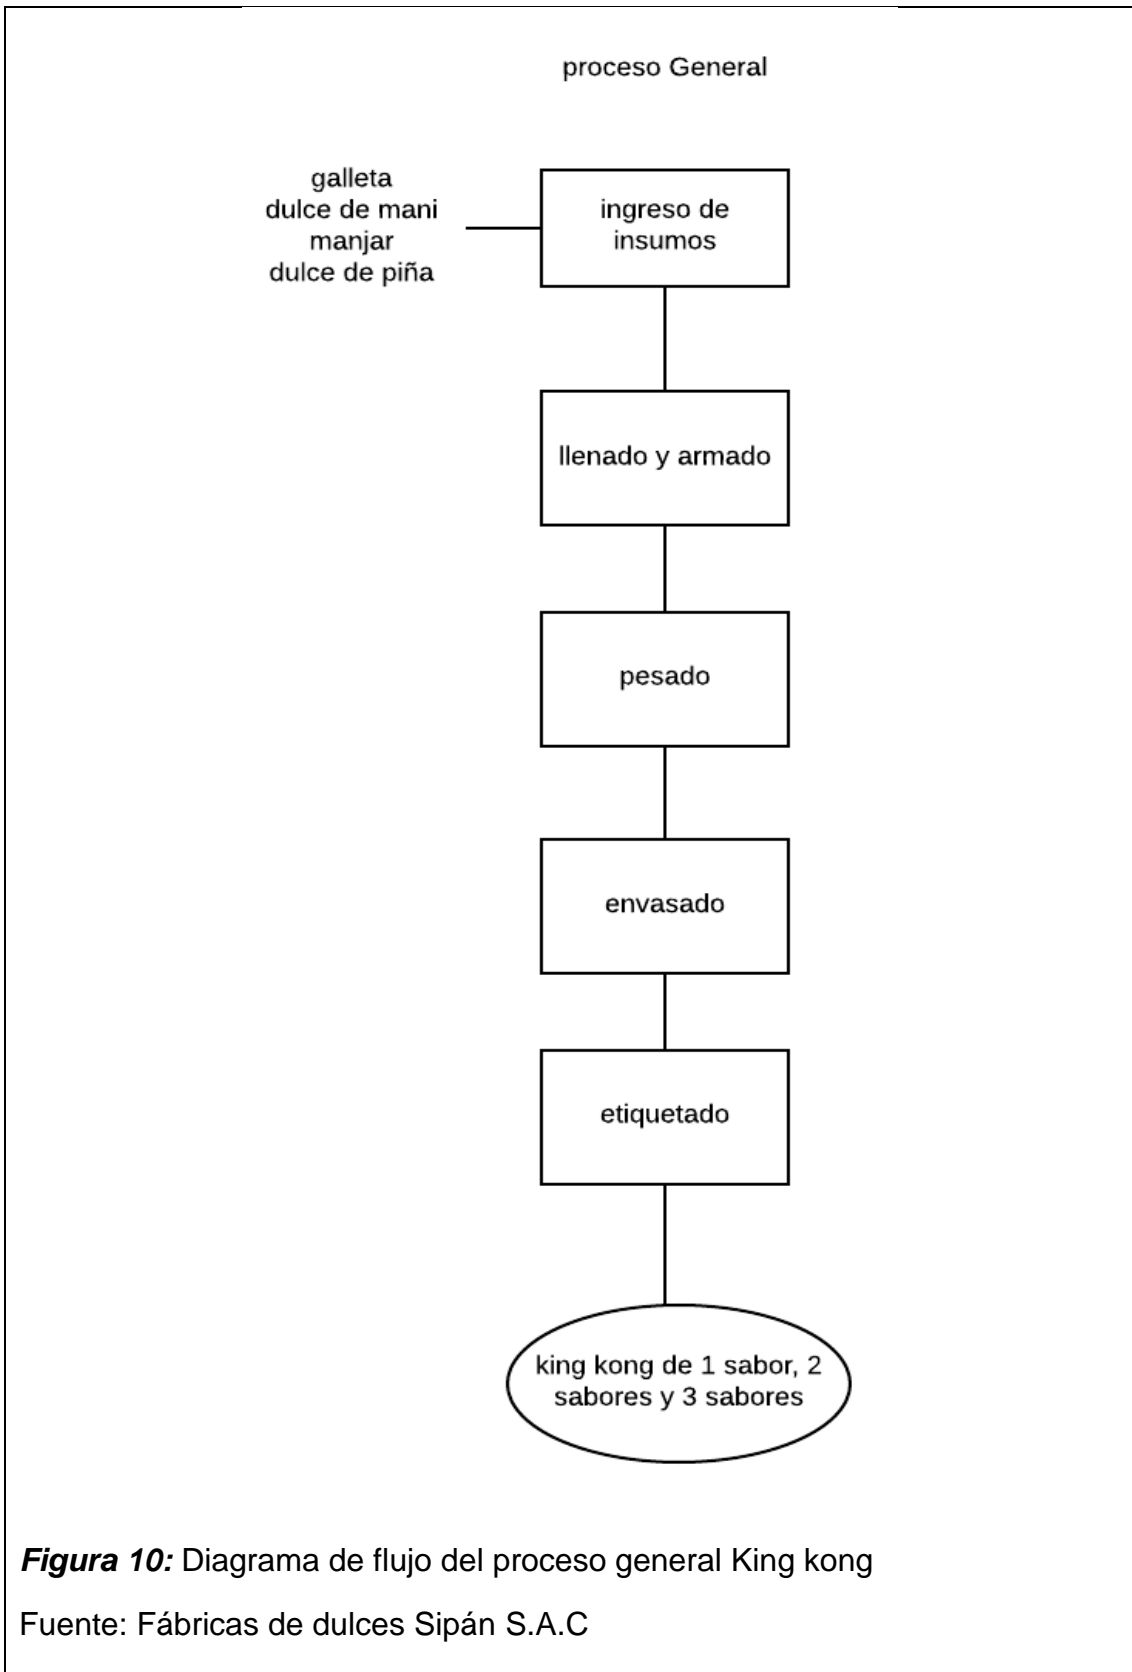 proceso General
galleta
dulce de mani
manjar
dulce de piña
ingreso de
insumos
llenado y armado
pesado
envasado
etiquetado
king kong de 1 sabor, 2
sabores y 3 sabores
Figura 10: Diagrama de flujo del proceso general King kong
Fuente: Fábricas de dulces Sipán S.A.C